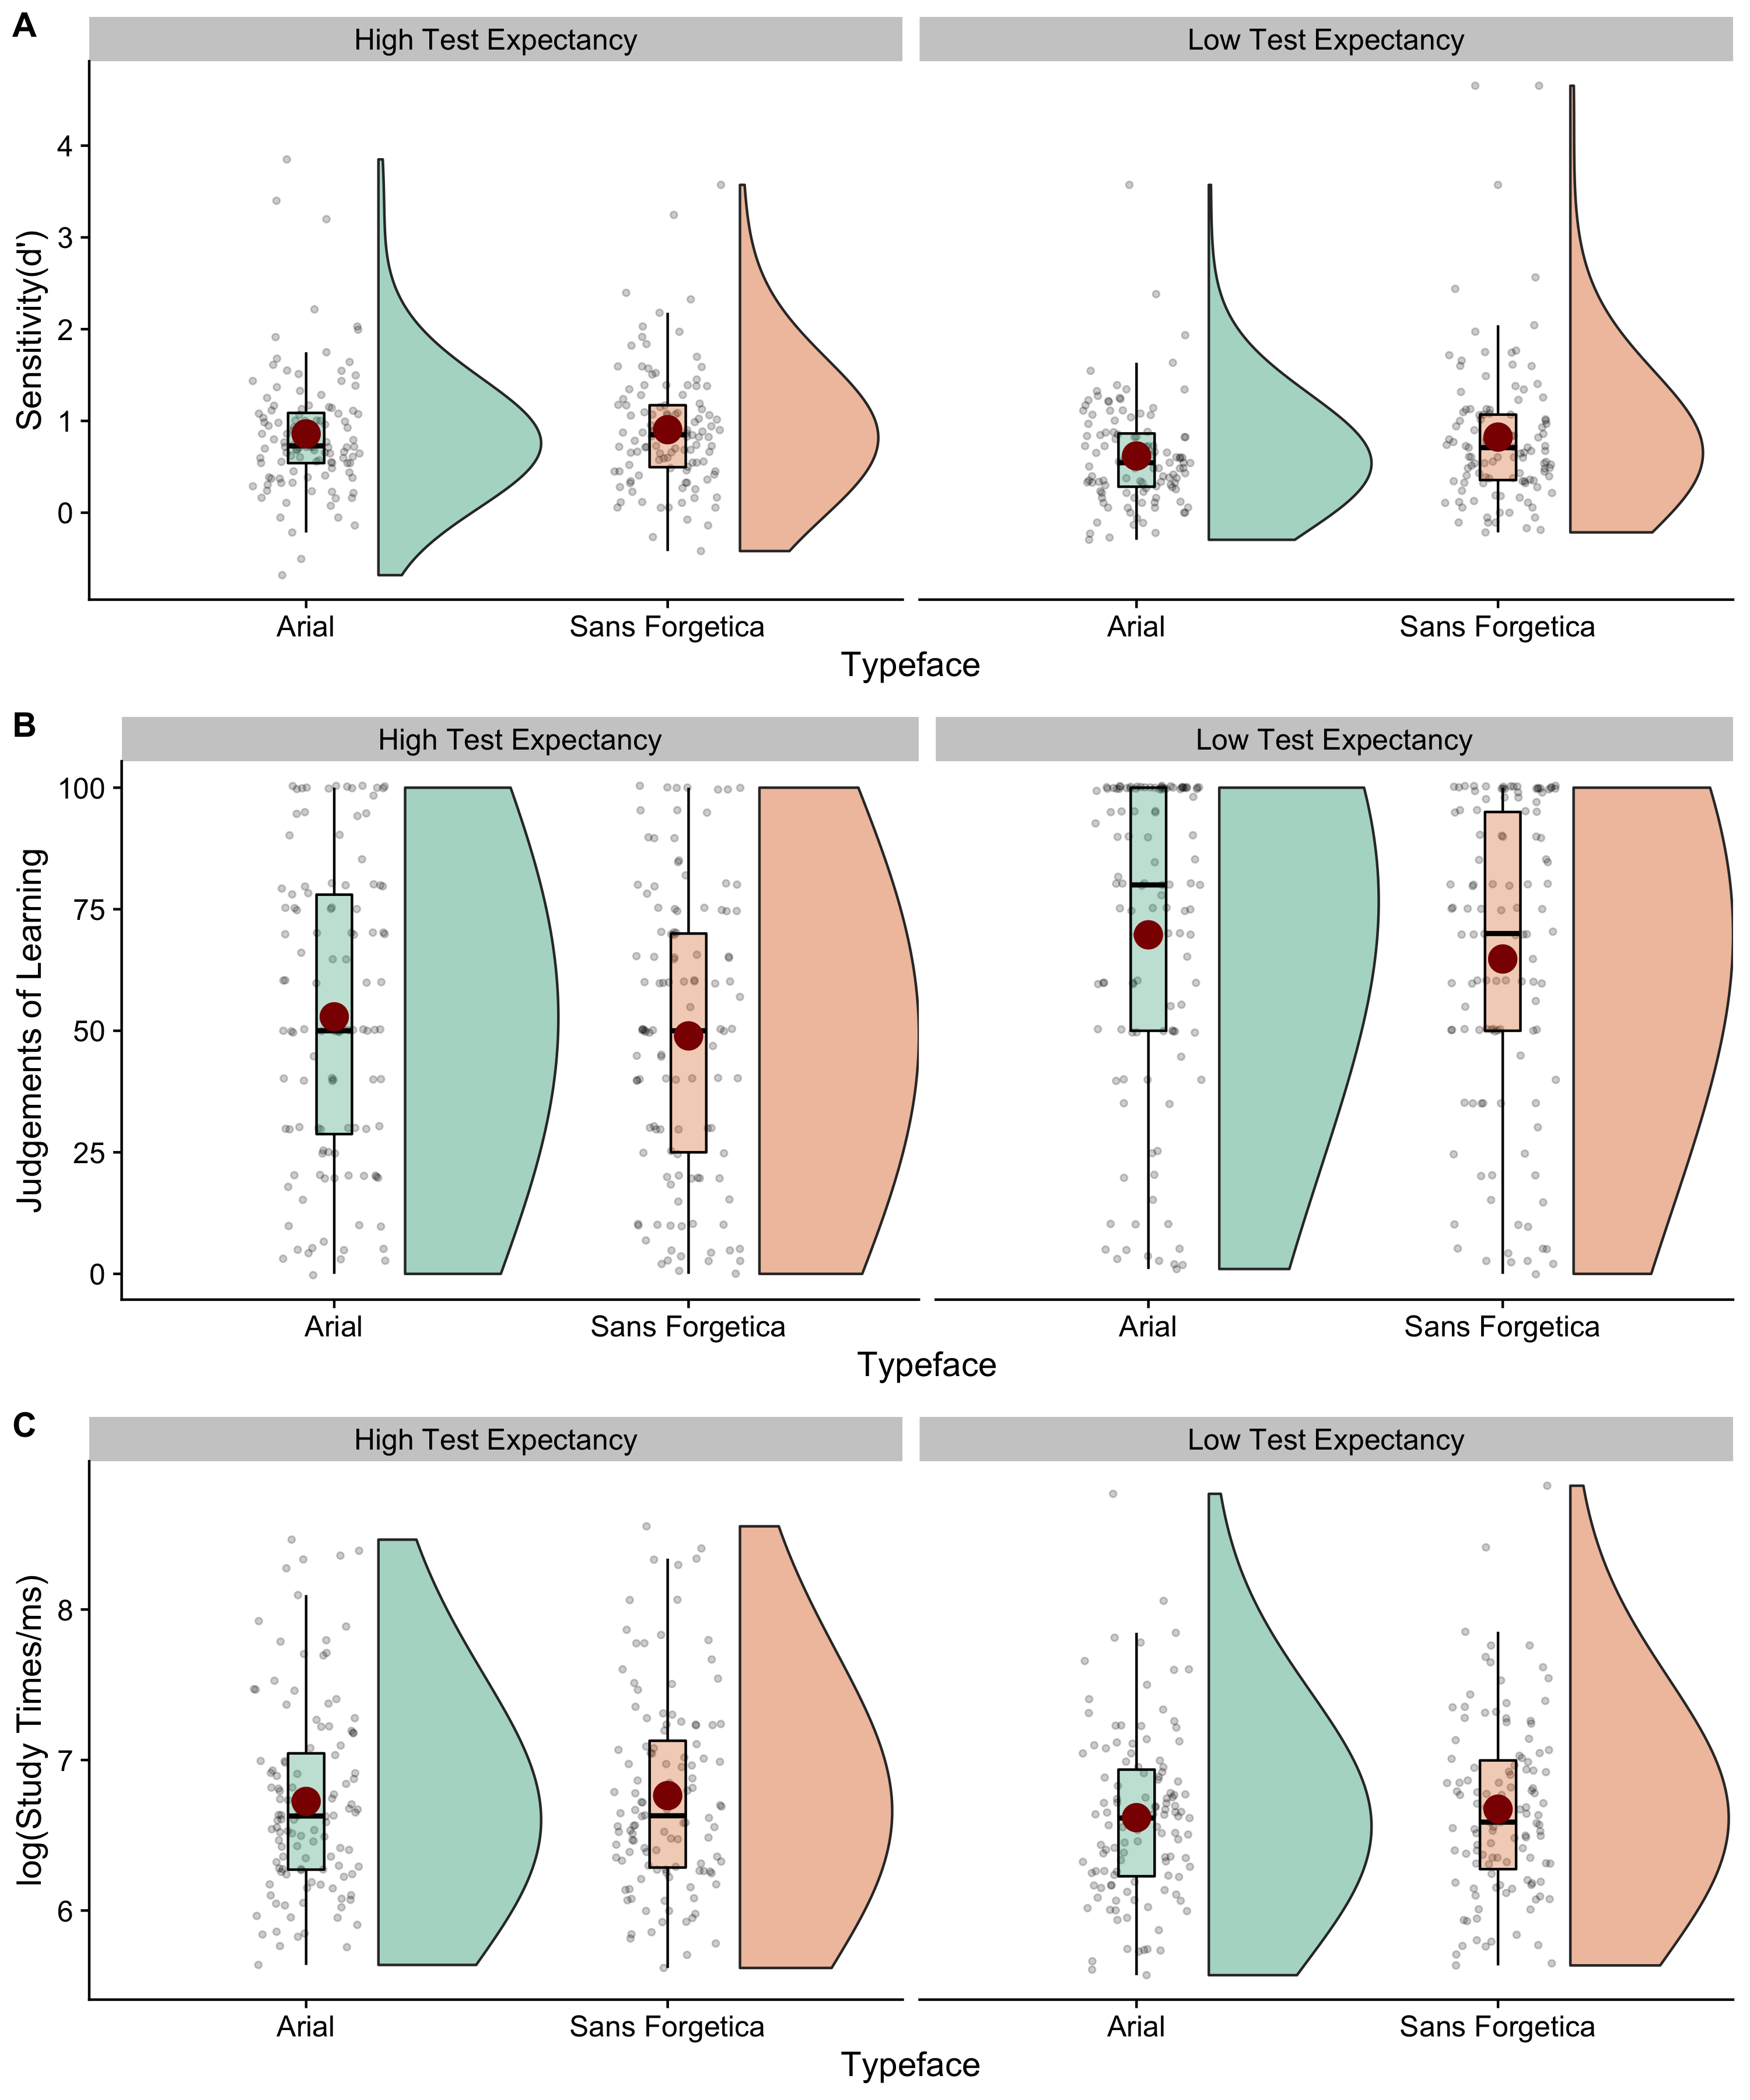 A
High Test Expectancy
Low Test Expectancy
Sensitivity(d')
4
3
2
1
0
Arial
Sans Forgetica
Arial
Sans Forgetica
Typeface
B
High Test Expectancy
Low Test Expectancy
Judgements of Learning
100
75
50
25
0
Arial
Sans Forgetica
Arial
Sans Forgetica
Typeface
C
High Test Expectancy
Low Test Expectancy
log(Study Times/ms)
8
7
6
Arial
Sans Forgetica
Arial
Sans Forgetica
Typeface